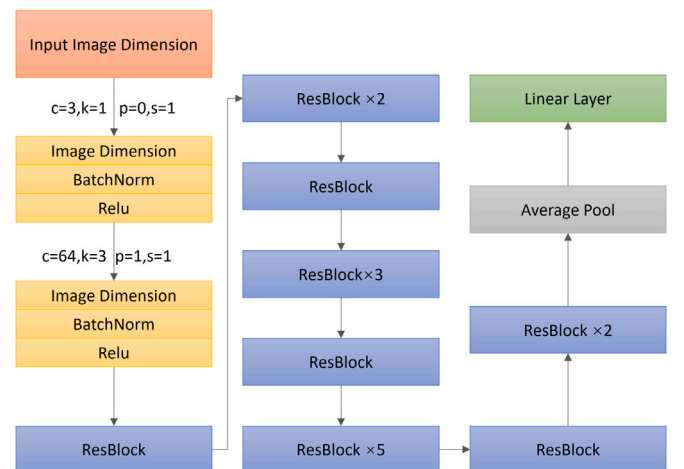 Input Image Dimension
c=3,k=1 p=0,s=1
Image Dimension
BatchNorm
Relu
c=64,k=3 p=1,s=1
Image Dimension
BatchNorm
Relu
ResBlock
ResBlock ×2
ResBlock
ResBlock×3
ResBlock
ResBlock ×5
ResBlock
ResBlock ×2
Average Pool
Linear Layer